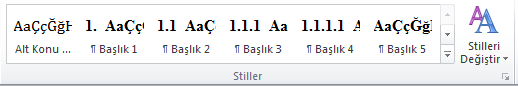 AaÇçĞğH 1. AaÇç 1.1 AaÇ 1.1.1 Aa 1.1.1.1 A AaÇçĞğ
Alt Konu ... ¶ Başlık 1 ¶ Başlık 2 ¶ Başlık 3 ¶ Başlık 4 ¶ Başlık 5
Stilleri
Değiştir
Stiller